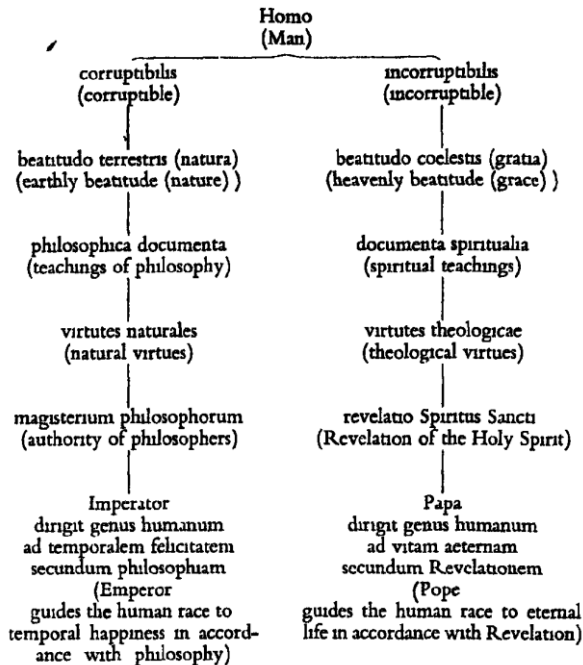 Homo
(Man)
corruptibilis
(corruptible)
incorruptibilis
(incorruptible)
beatitudo terrestris (natura)
(earthly beatitude (nature) )
beatitudo coelestis (gratia)
(heavenly beatitude (grace) )
philosophica documenta
(teachings of philosophy)
documenta spiritualia
(spiritual teachings)
virtutes naturales
(natural virtues)
virtutes theologicae
(theological virtues)
magisterium philosophorum
(authority of philosophers)
revelatio Spiritus Sancti
(Revelation of the Holy Spirit)
Imperator
dirigit genus humanum
ad temporalem felicitatem
secundum philosophiam
(Emperor
guides the human race to
temporal happiness in accord-
ance with philosophy)
Papa
dirigit genus humanum
ad vitam aeternam
secundum Revelationem
(Pope
guides the human race to eternal
life in accordance with Revelation)